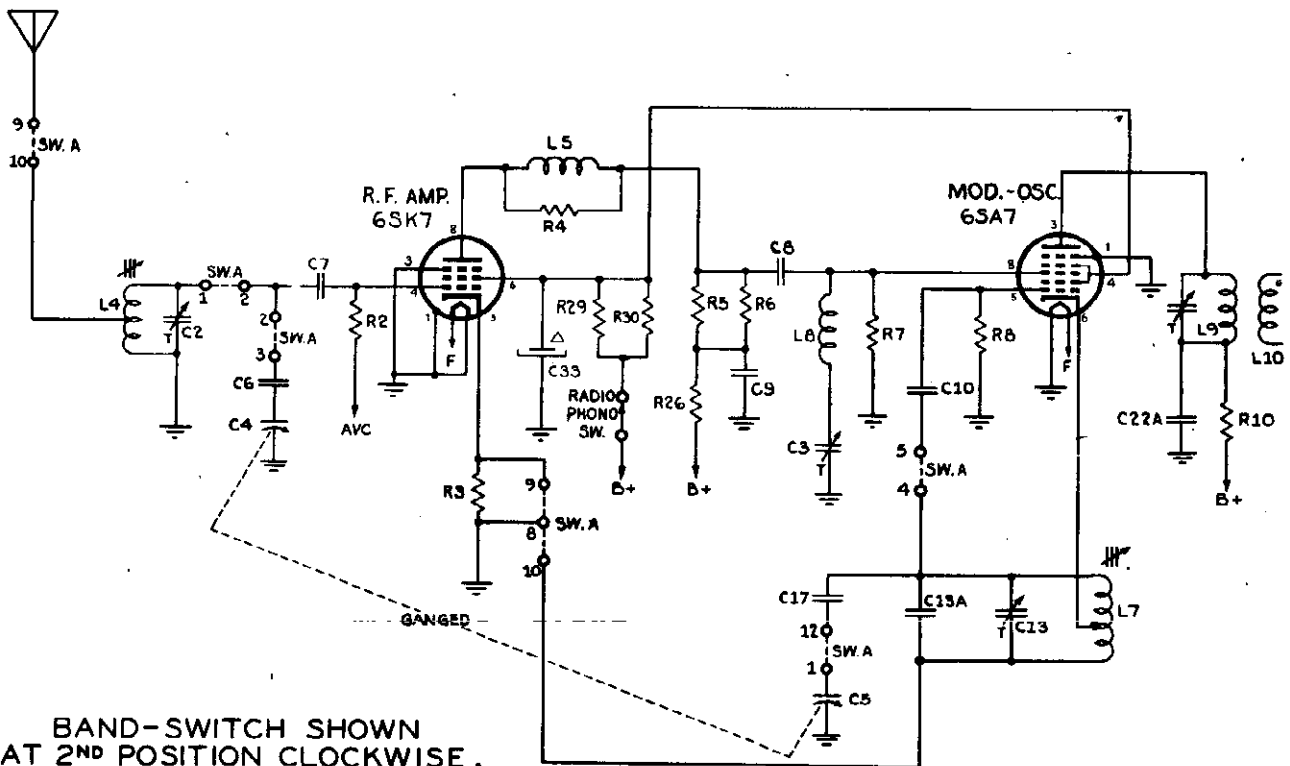 9
SW.A
10
L5
R.F. AMP.
6SK7
8
R4
MOD.-OSC.
6SA7
3
C8
1
8
4
5
6
L4
SW.A
1
2
C7
3
4
6
1
5
C2
T
2
SW.A
3
R2
F
R29
R30
C33
R5
R6
L8
R7
R8
F
T
L9
L10
C6
C4
RADIO
PHONO
SW.
R26
C9
C10
C22A
R10
AVC
C3
T
5
SW.A
4
R3
9
B+
B+
B+
8
SW.A
10
C17
C13A
C13
T
L7
GANGED
12
SW.A
1
C5
BAND-SWITCH SHOWN
AT 2ND POSITION CLOCKWISE.